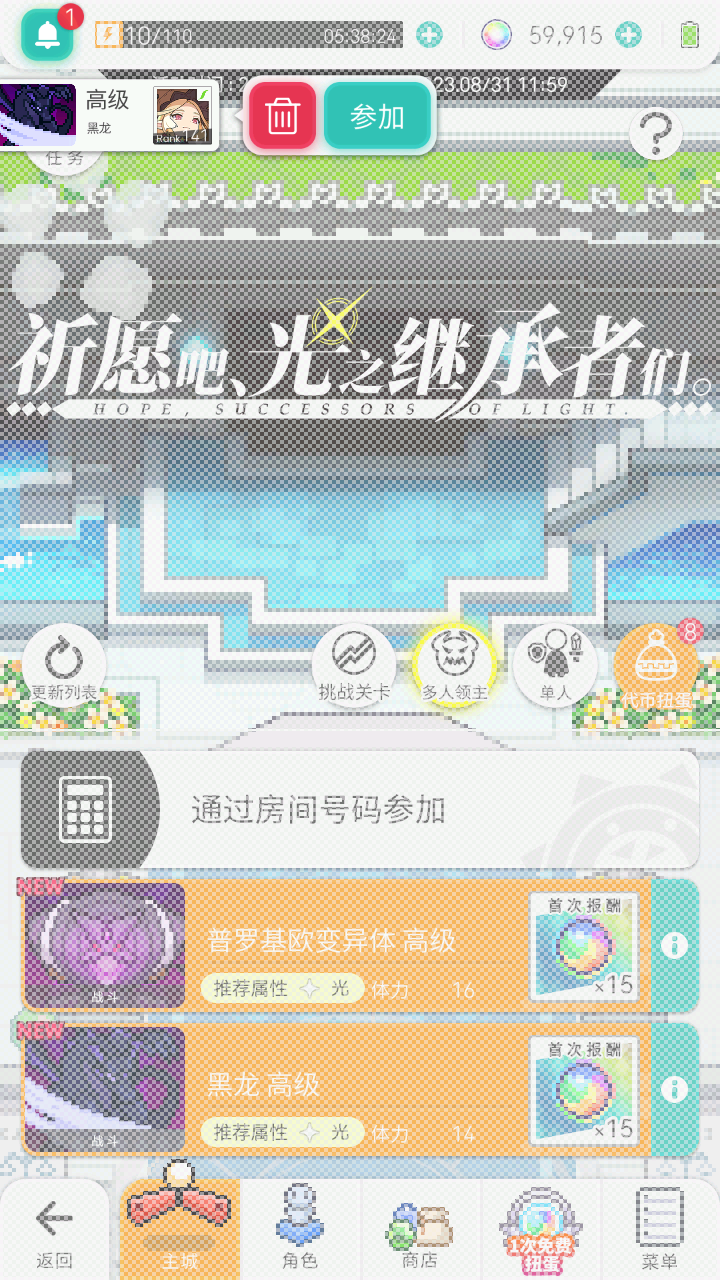 1
10/110
05:38:24
59,915
23.08/31 11:59
高级
黑龙
Rank 141
参加
任务
祈愿吧、光之继承者们。
HOPE, SUCCESSORS OF LIGHT.
更新列表
挑战关卡
多人领主
单人
8
代币扭蛋
通过房间号码参加
NEW
普罗基欧变异体 高级
首次报酬
×15
战斗
推荐属性 光 体力 16
NEW
黑龙 高级
首次报酬
×15
战斗
推荐属性 光 体力 14
返回
主城
角色
商店
1次免费
扭蛋
菜单